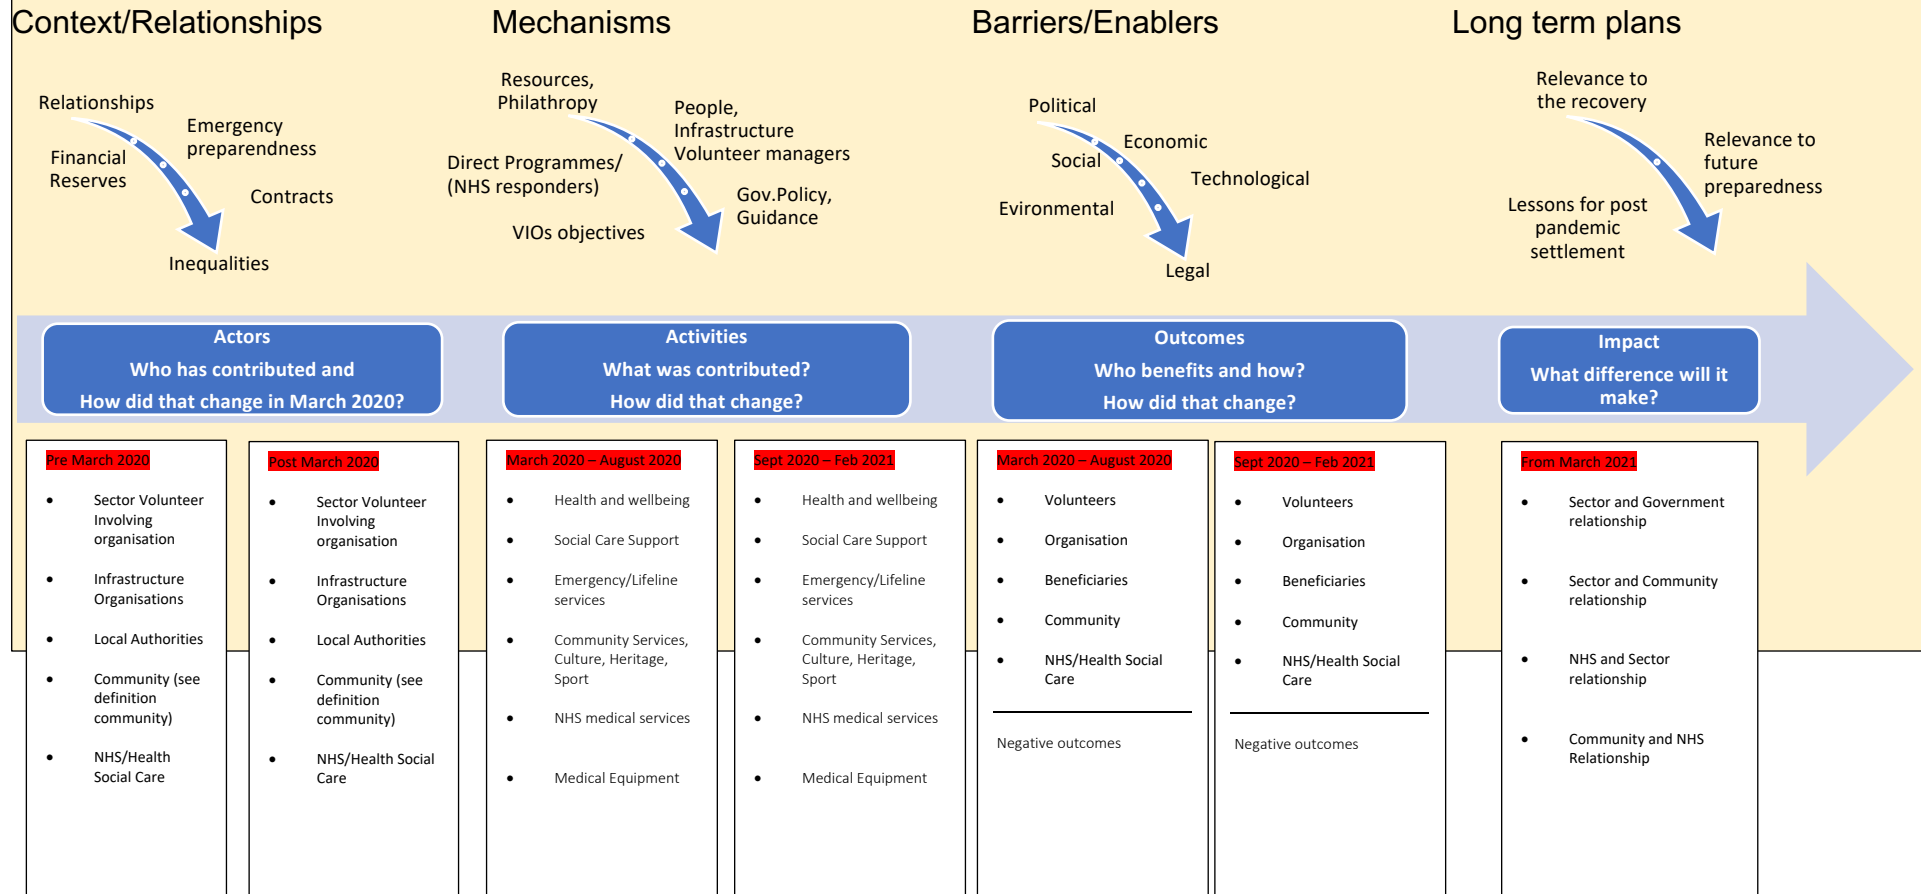 Context/Relationships
Mechanisms
Barriers/Enablers
Long term plans
Relationships
Emergency
preparendness
Financial
Reserves
Contracts
Inequalities
Resources,
Philathropy
People,
Infrastructure
Volunteer managers
Direct Programmes/
(NHS responders)
Gov.Policy,
Guidance
VIOs objectives
Political
Economic
Social
Technological
Evironmental
Legal
Relevance to
the recovery
Relevance to
future
preparedness
Lessons for post
pandemic
settlement
Actors
Who has contributed and
How did that change in March 2020?
Activities
What was contributed?
How did that change?
Outcomes
Who benefits and how?
How did that change?
Impact
What difference will it
make?
Pre March 2020
• Sector Volunteer
Involving
organisation
• Infrastructure
Organisations
• Local Authorities
• Community (see
definition
community)
• NHS/Health
Social Care
Post March 2020
• Sector Volunteer
Involving
organisation
• Infrastructure
Organisations
• Local Authorities
• Community (see
definition
community)
• NHS/Health Social
Care
March 2020 – August 2020
• Health and wellbeing
• Social Care Support
• Emergency/Lifeline
services
• Community Services,
Culture, Heritage,
Sport
• NHS medical services
• Medical Equipment
Sept 2020 – Feb 2021
• Health and wellbeing
• Social Care Support
• Emergency/Lifeline
services
• Community Services,
Culture, Heritage,
Sport
• NHS medical services
• Medical Equipment
March 2020 – August 2020
• Volunteers
• Organisation
• Beneficiaries
• Community
• NHS/Health Social
Care
Negative outcomes
Sept 2020 – Feb 2021
• Volunteers
• Organisation
• Beneficiaries
• Community
• NHS/Health Social
Care
Negative outcomes
From March 2021
• Sector and Government
relationship
• Sector and Community
relationship
• NHS and Sector
relationship
• Community and NHS
Relationship